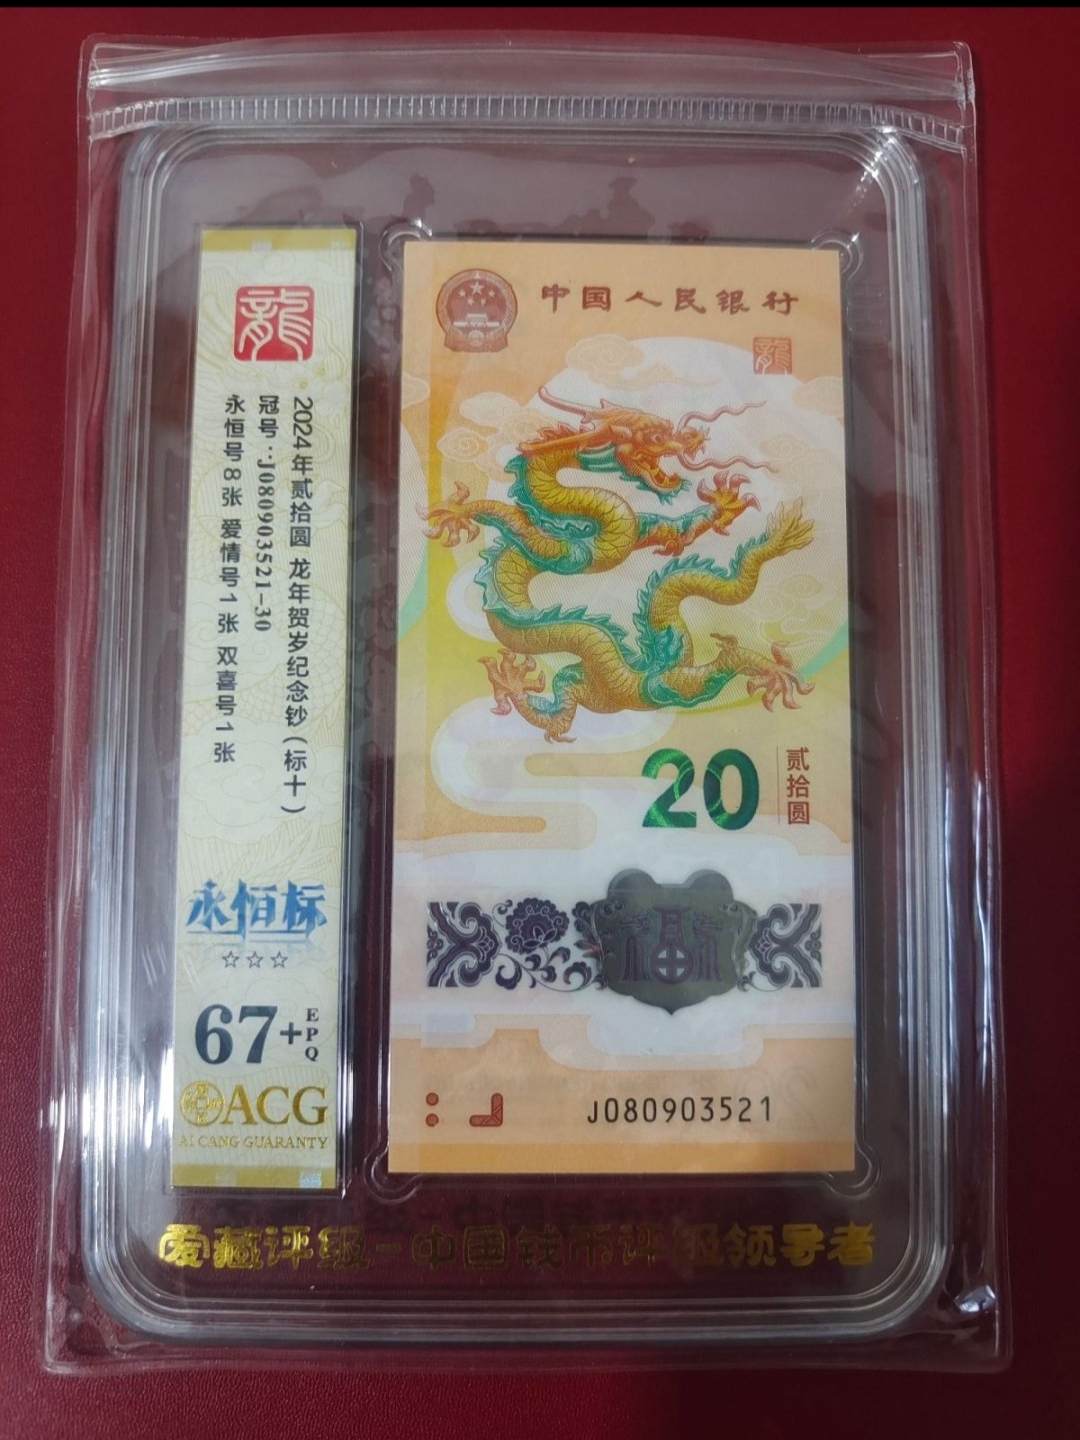 龍
2024年贰拾圆 龙年贺岁纪念钞(标十)
冠号:J080903521-30
永恒号8张 爱情号1张 双喜号1张
永恒标
☆☆☆
67+
EPQ
ACG
AI CANG GUARANTY
中国人民银行
龍
20
贰拾圆
福
J080903521
爱藏评级-中国钱币评级领导者